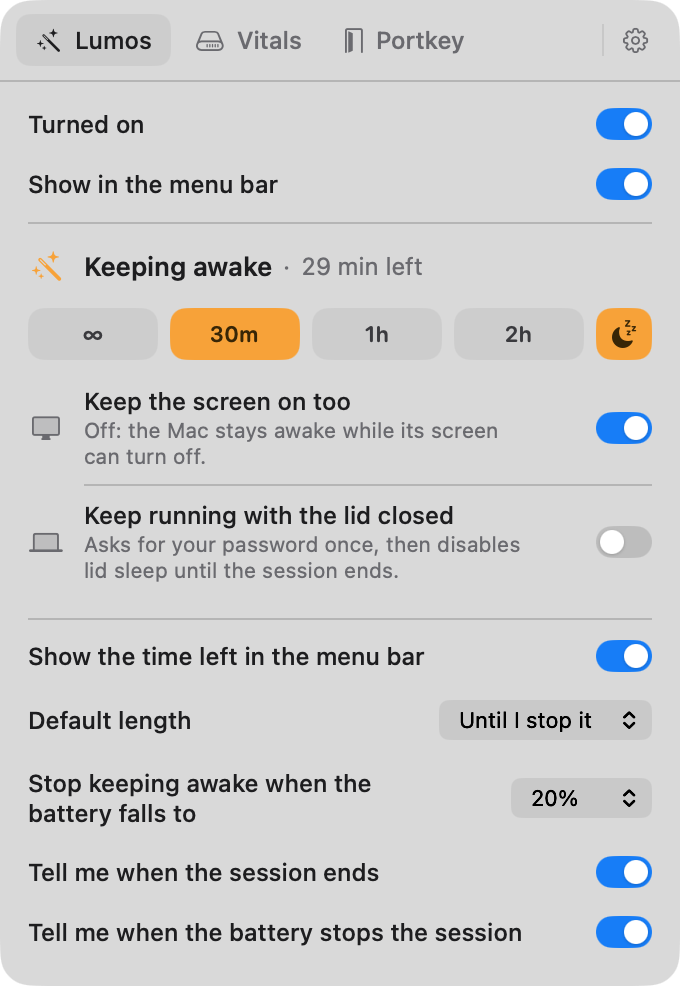 Lumos Vitals Portkey
Turned on
Show in the menu bar
Keeping awake · 29 min left
∞ 30m 1h 2h
Keep the screen on too
Off: the Mac stays awake while its screen
can turn off.
Keep running with the lid closed
Asks for your password once, then disables
lid sleep until the session ends.
Show the time left in the menu bar
Default length Until I stop it
Stop keeping awake when the
battery falls to 20%
Tell me when the session ends
Tell me when the battery stops the session